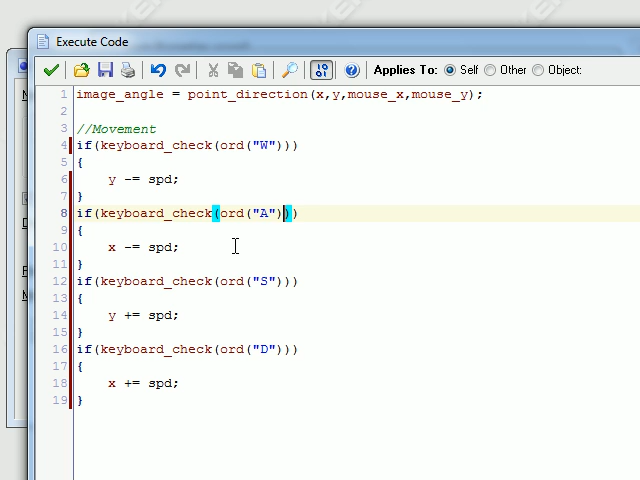 Execute Code
Applies To: Self Other Object:
1 image_angle = point_direction(x,y,mouse_x,mouse_y);
2
3 //Movement
4 if(keyboard_check(ord("W")))
5 {
6 y -= spd;
7 }
8 if(keyboard_check(ord("A")))
9 {
10 x -= spd;
11 }
12 if(keyboard_check(ord("S")))
13 {
14 y += spd;
15 }
16 if(keyboard_check(ord("D")))
17 {
18 x += spd;
19 }